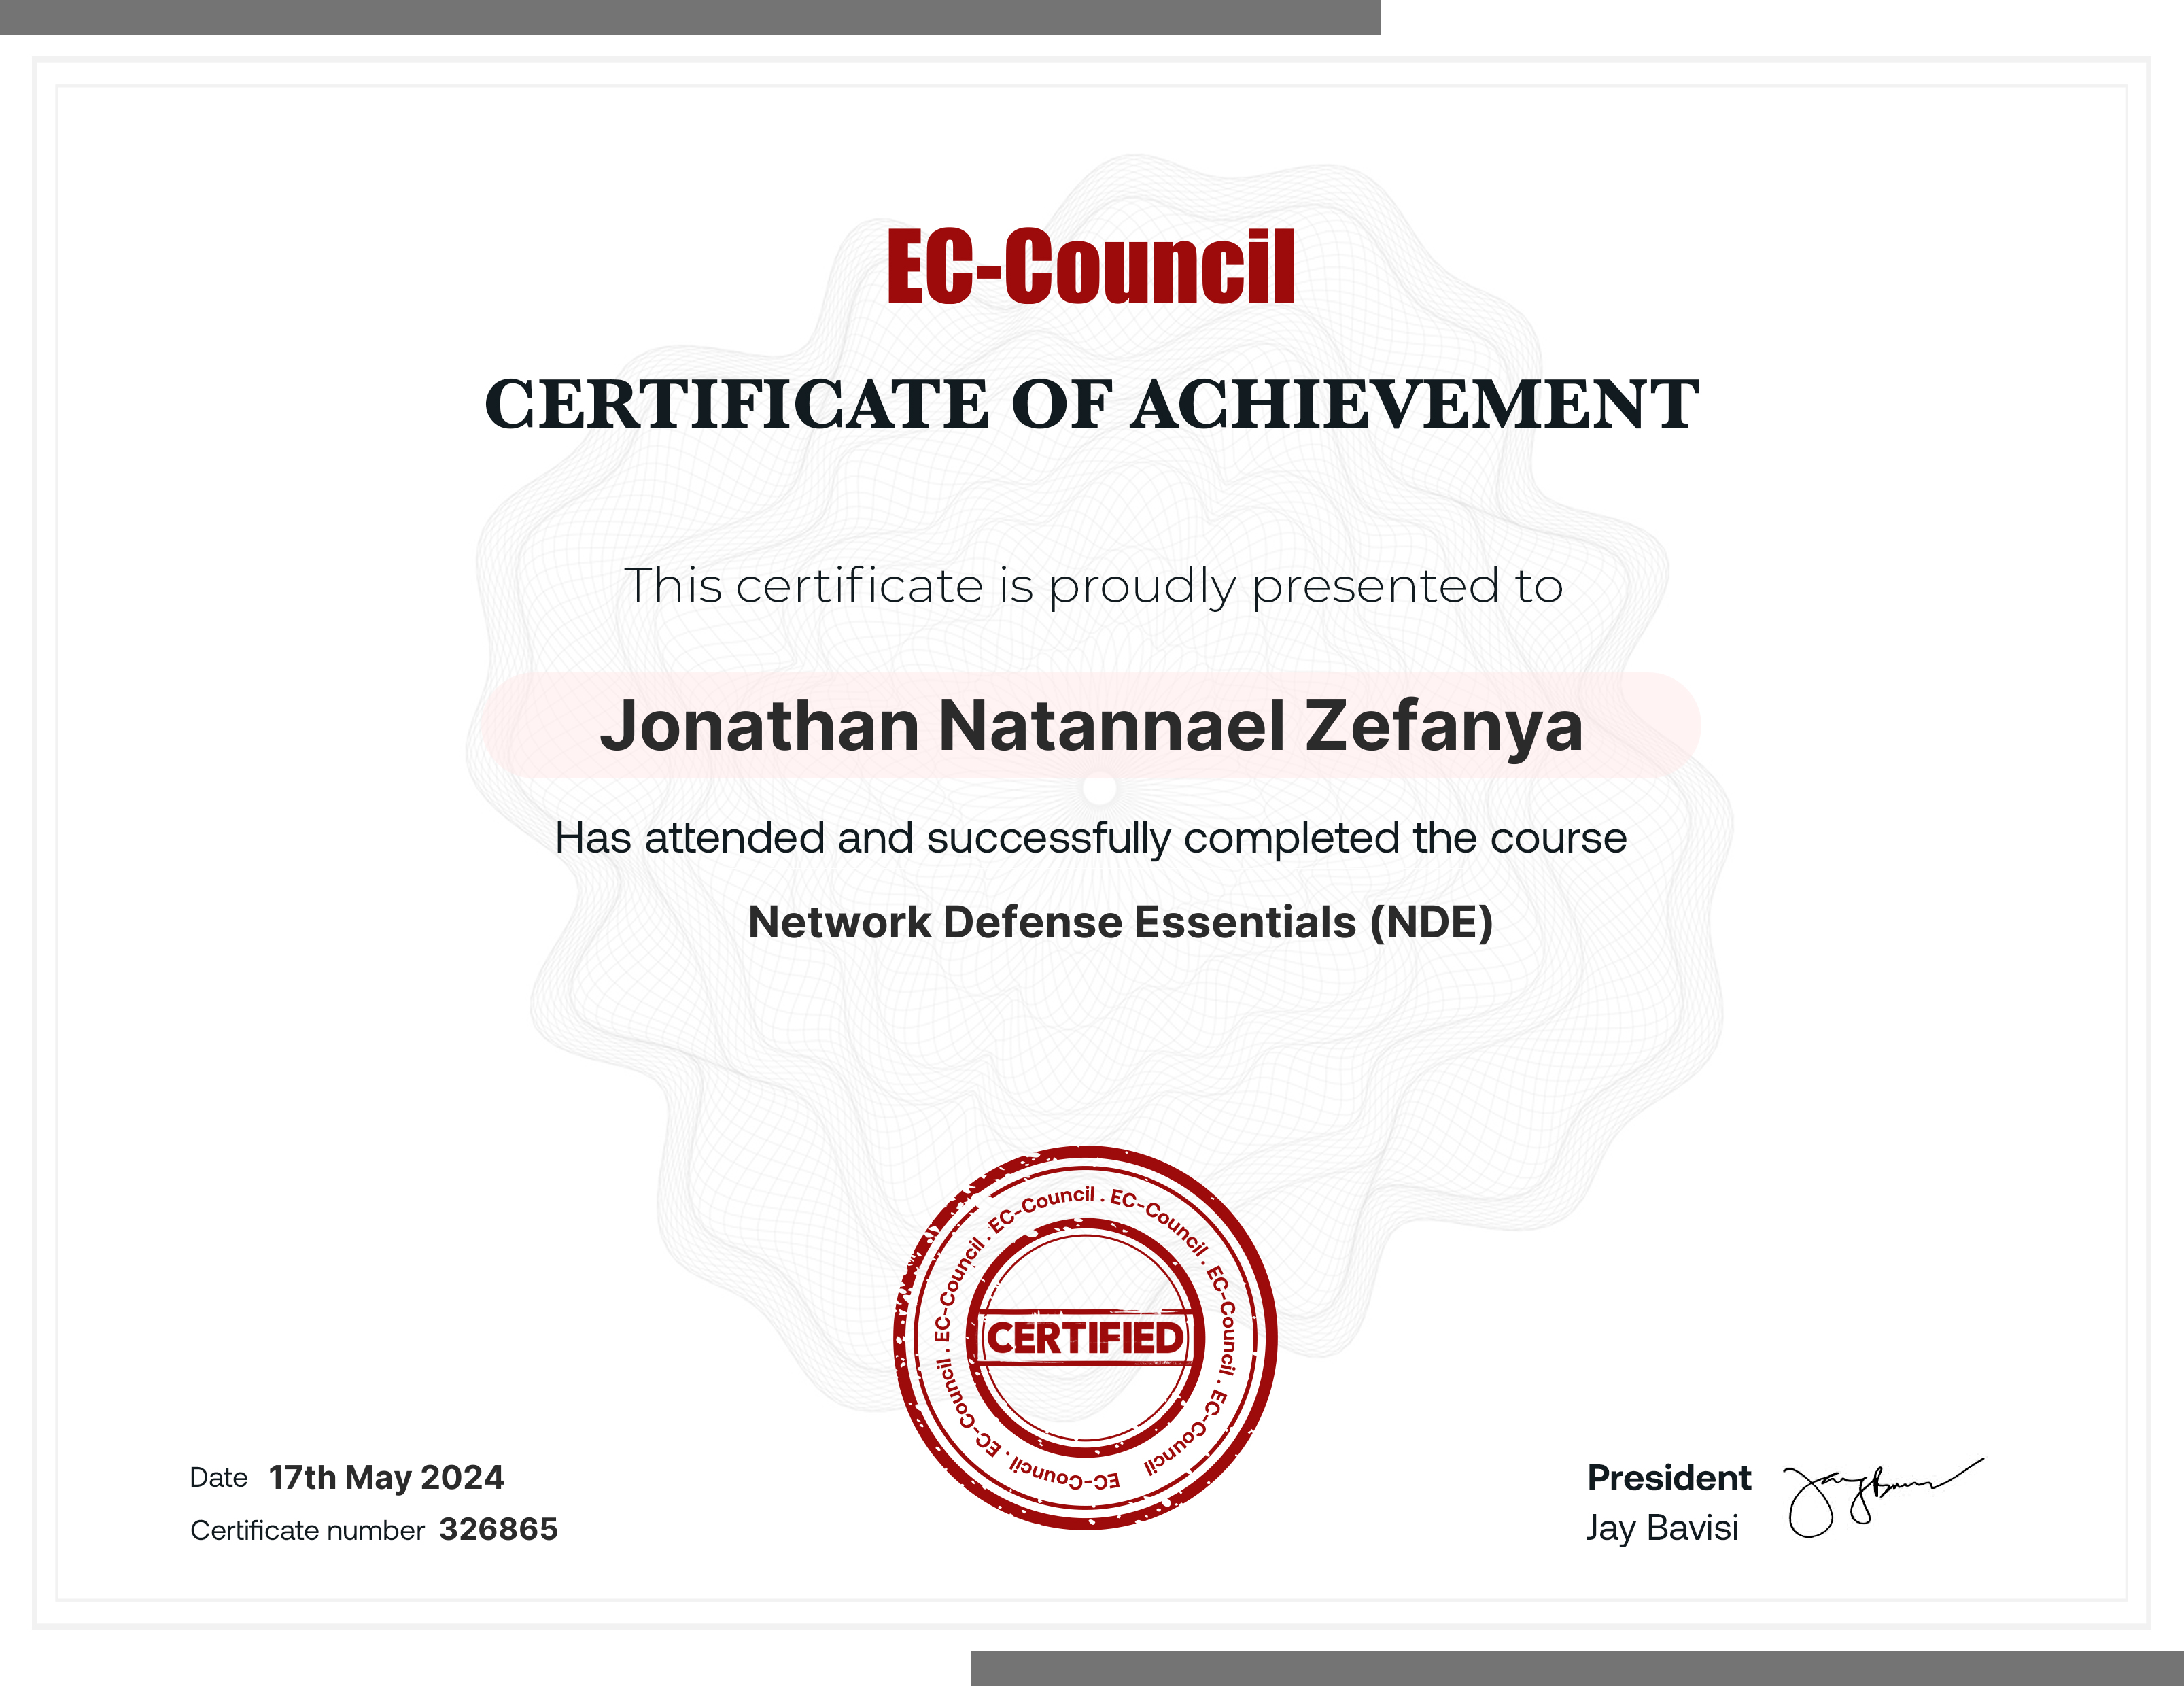 EC-Council
CERTIFICATE OF ACHIEVEMENT
This certificate is proudly presented to
Jonathan Natannael Zefanya
Has attended and successfully completed the course
Network Defense Essentials (NDE)
EC-Council . EC-Council . EC-Council . EC-Council . EC-Council . EC-Council . EC-Council
CERTIFIED
Date 17th May 2024
Certificate number 326865
President
Jay Bavisi